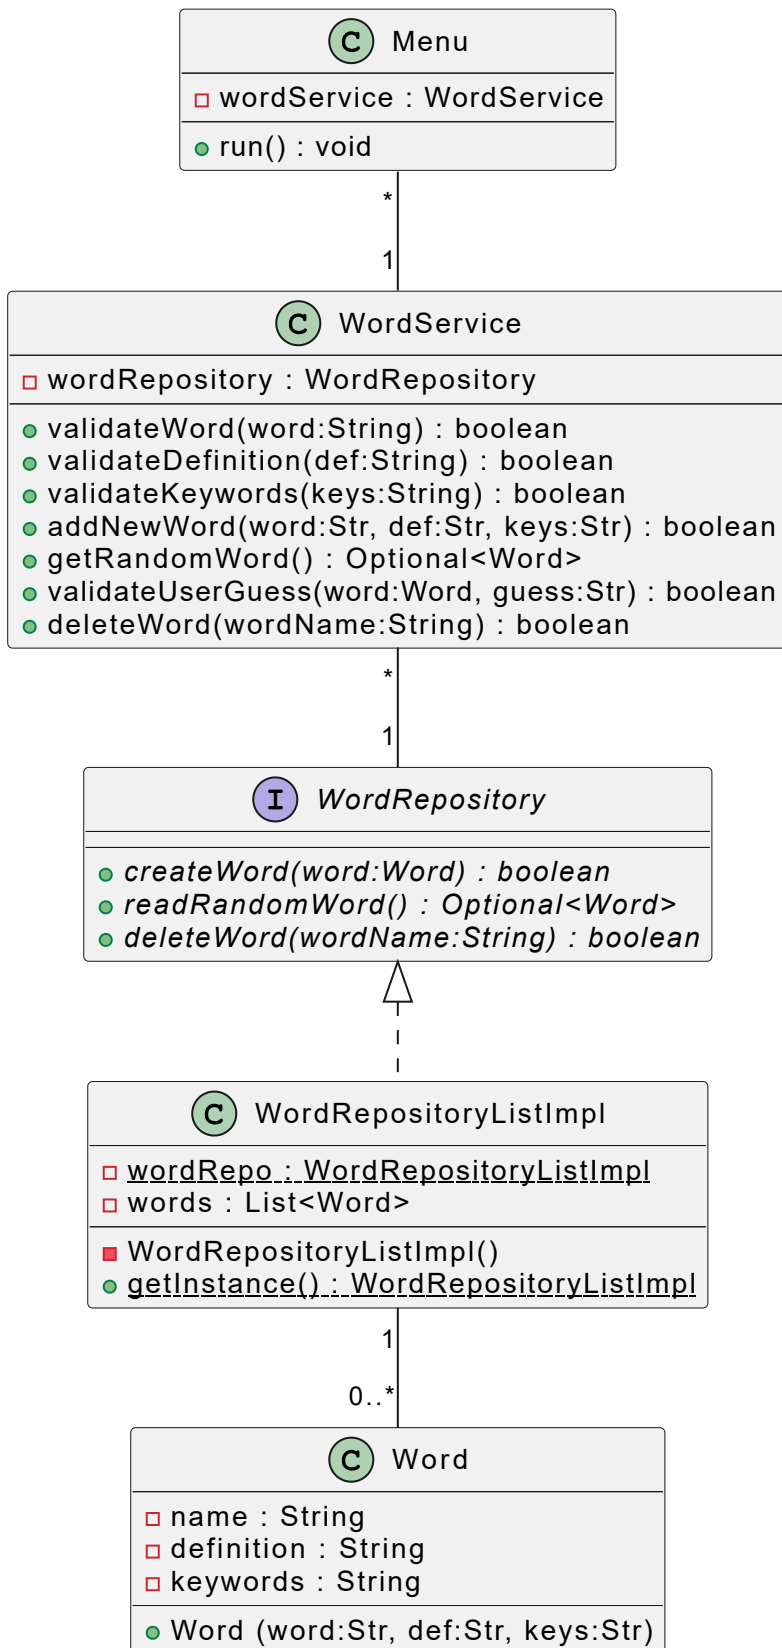 C Menu
wordService : WordService
run() : void
*
1
C WordService
wordRepository : WordRepository
validateWord(word:String) : boolean
validateDefinition(def:String) : boolean
validateKeywords(keys:String) : boolean
addNewWord(word:Str, def:Str, keys:Str) : boolean
getRandomWord() : Optional<Word>
validateUserGuess(word:Word, guess:Str) : boolean
deleteWord(wordName:String) : boolean
*
1
I WordRepository
createWord(word:Word) : boolean
readRandomWord() : Optional<Word>
deleteWord(wordName:String) : boolean
C WordRepositoryListImpl
wordRepo : WordRepositoryListImpl
words : List<Word>
WordRepositoryListImpl()
getInstance() : WordRepositoryListImpl
1
0..*
C Word
name : String
definition : String
keywords : String
Word (word:Str, def:Str, keys:Str)